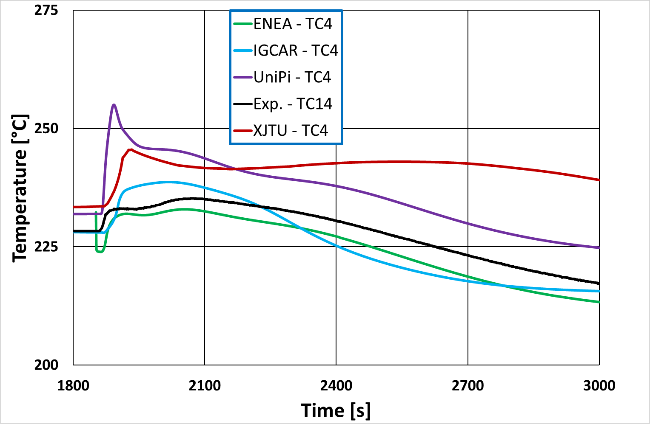 275
250
225
200
Temperature [°C]
ENEA - TC4
IGCAR - TC4
UniPi - TC4
Exp. - TC14
XJTU - TC4
1800
2100
2400
2700
3000
Time [s]